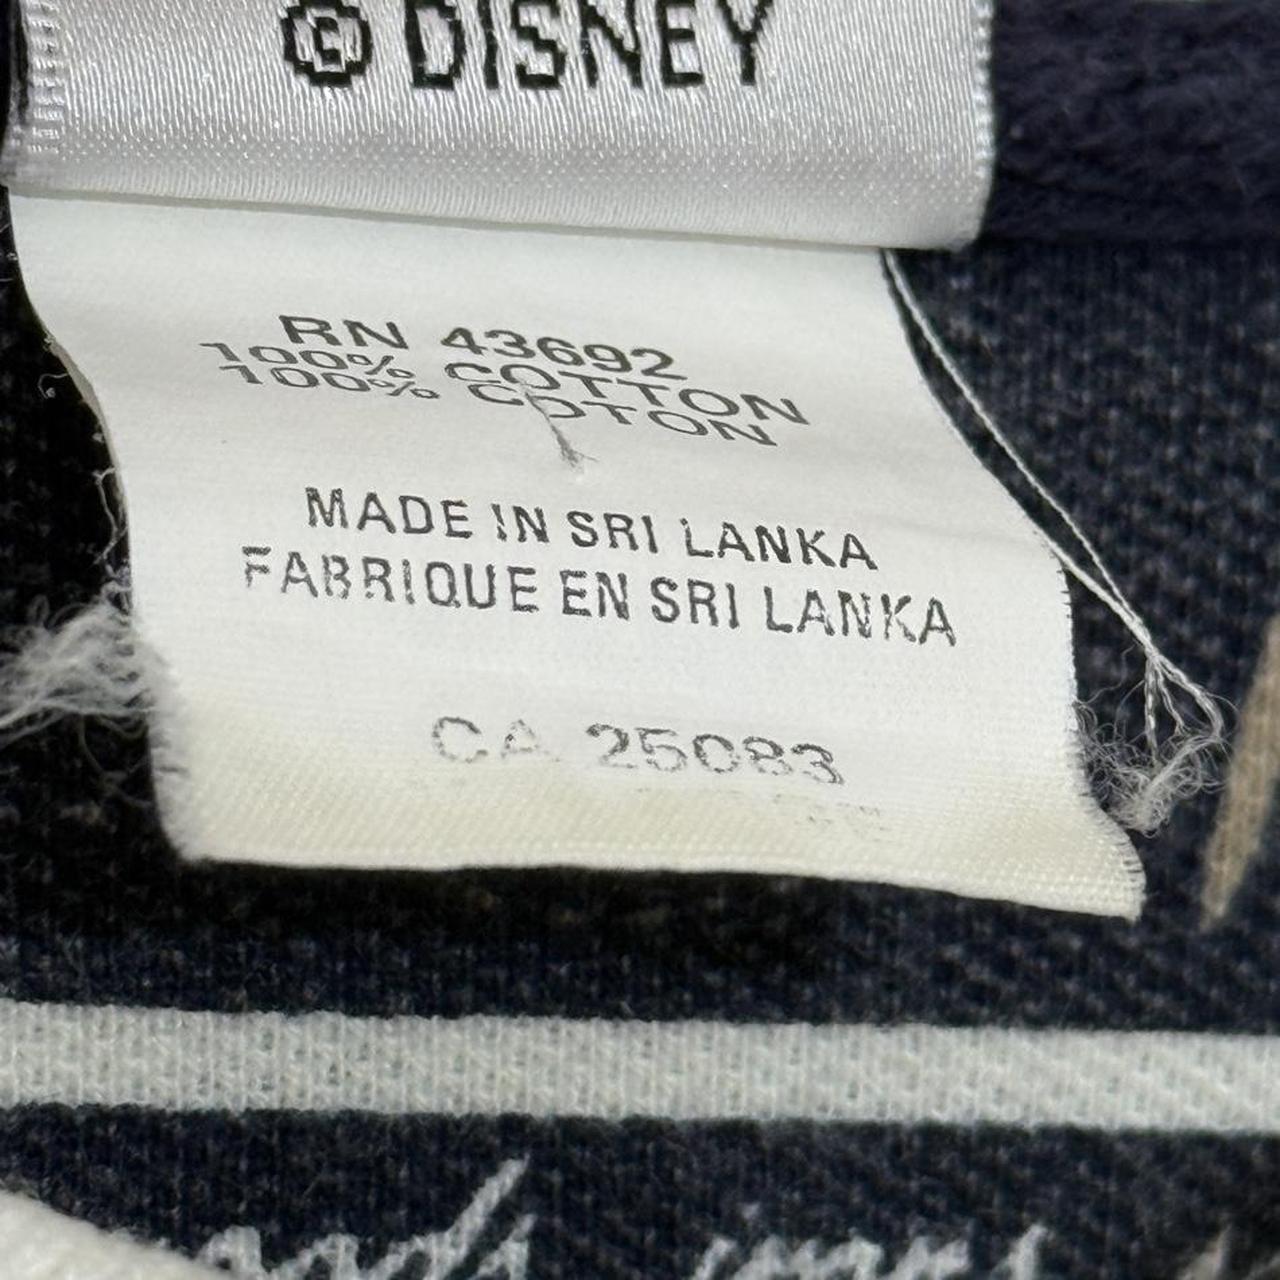 © DISNEY
RN 43692
100% COTTON
100% COTON
MADE IN SRI LANKA
FABRIQUE EN SRI LANKA
CA 25083